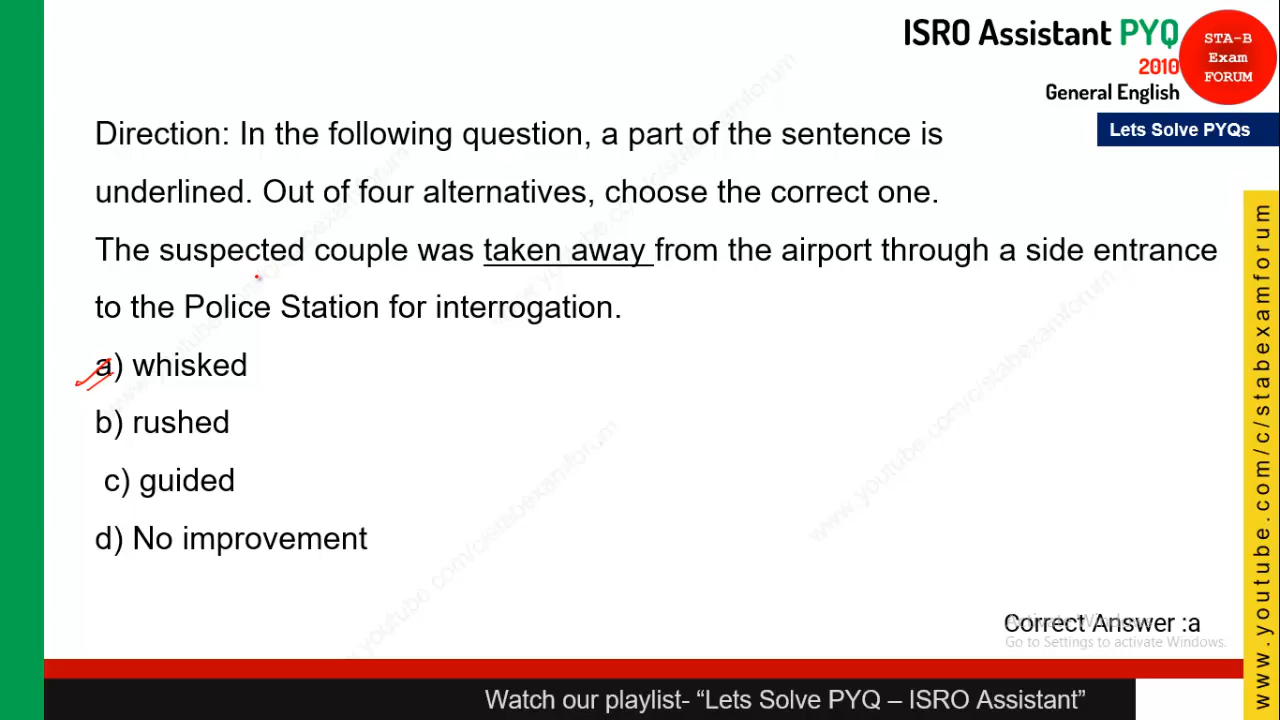 ISRO Assistant PYQ
2010
General English
STA-B
Exam
FORUM
Lets Solve PYQs
Direction: In the following question, a part of the sentence is
underlined. Out of four alternatives, choose the correct one.
The suspected couple was taken away from the airport through a side entrance
to the Police Station for interrogation.
a) whisked
b) rushed
c) guided
d) No improvement
Correct Answer :a
Activate Windows
Go to Settings to activate Windows.
Watch our playlist- “Lets Solve PYQ – ISRO Assistant”
www.youtube.com/c/stabexamforum